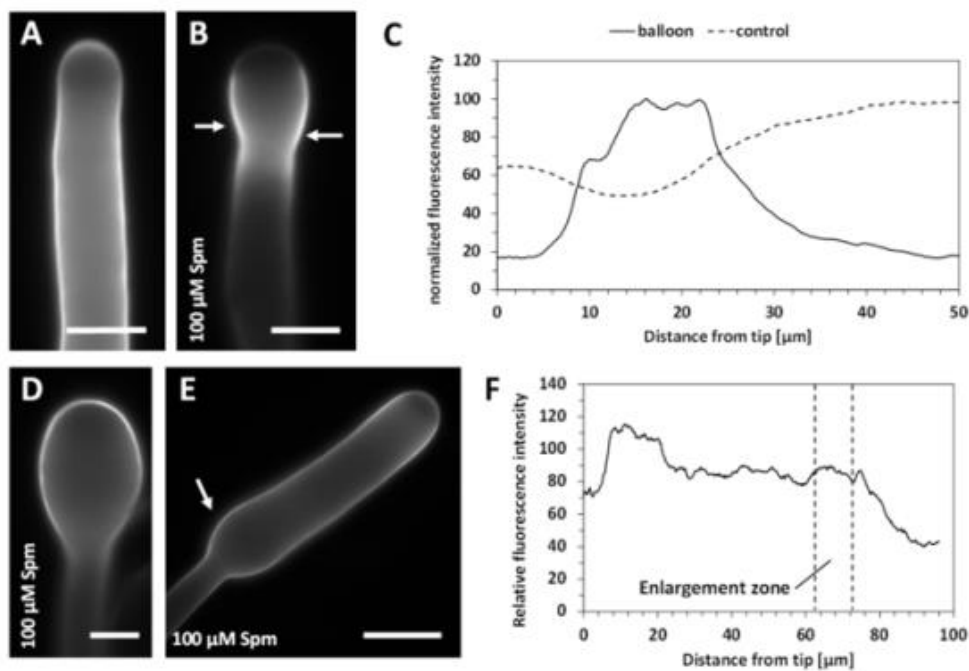 A
B
100 µM Spm
C
balloon control
normalized fluorescence intensity
120
100
80
60
40
20
0
0 10 20 30 40 50
Distance from tip [µm]
D
100 µM Spm
E
100 µM Spm
F
Relative fluorescence intensity
140
120
100
80
60
40
20
0
Enlargement zone
0 20 40 60 80 100
Distance from tip [µm]